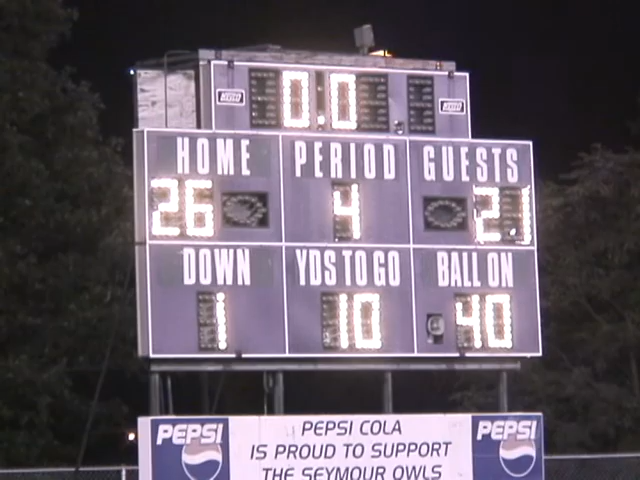 0.0
HOME PERIOD GUESTS
26 4 21
DOWN YDS TO GO BALL ON
1 10 40
PEPSI PEPSI COLA PEPSI
IS PROUD TO SUPPORT
THE SEYMOUR OWLS